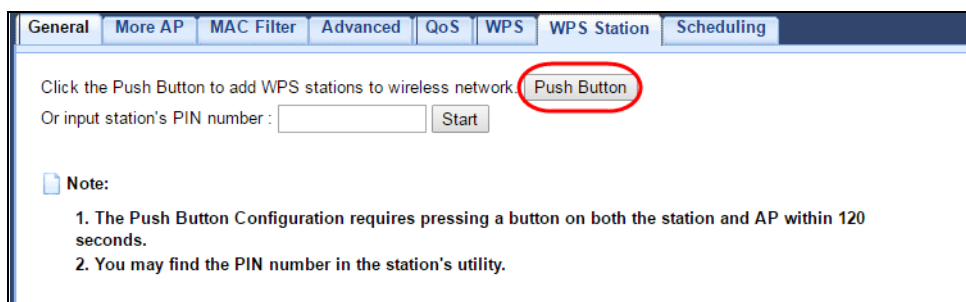 General More AP MAC Filter Advanced QoS WPS WPS Station Scheduling
Click the Push Button to add WPS stations to wireless network. Push Button
Or input station's PIN number : Start
Note:
1. The Push Button Configuration requires pressing a button on both the station and AP within 120
seconds.
2. You may find the PIN number in the station's utility.